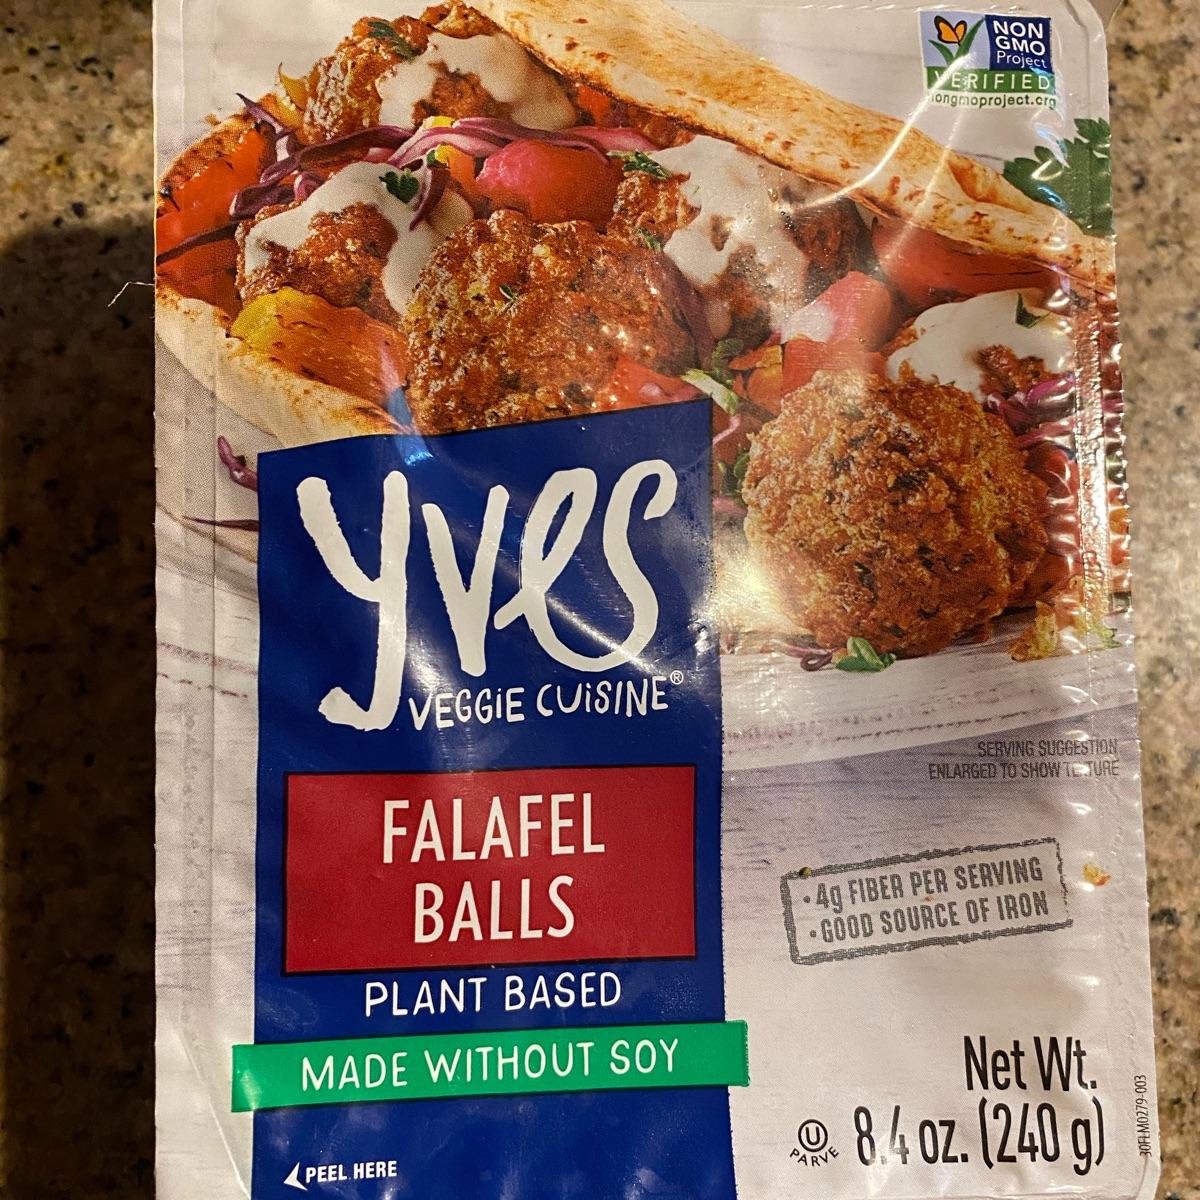 NON
GMO
Project
VERIFIED
nongmoproject.org
yves
VEGGIE CUISINE®
SERVING SUGGESTION
ENLARGED TO SHOW TEXTURE
FALAFEL
BALLS
• 4g FIBER PER SERVING
• GOOD SOURCE OF IRON
PLANT BASED
MADE WITHOUT SOY
Net Wt.
8.4 oz. (240 g)
U
PARVE
PEEL HERE